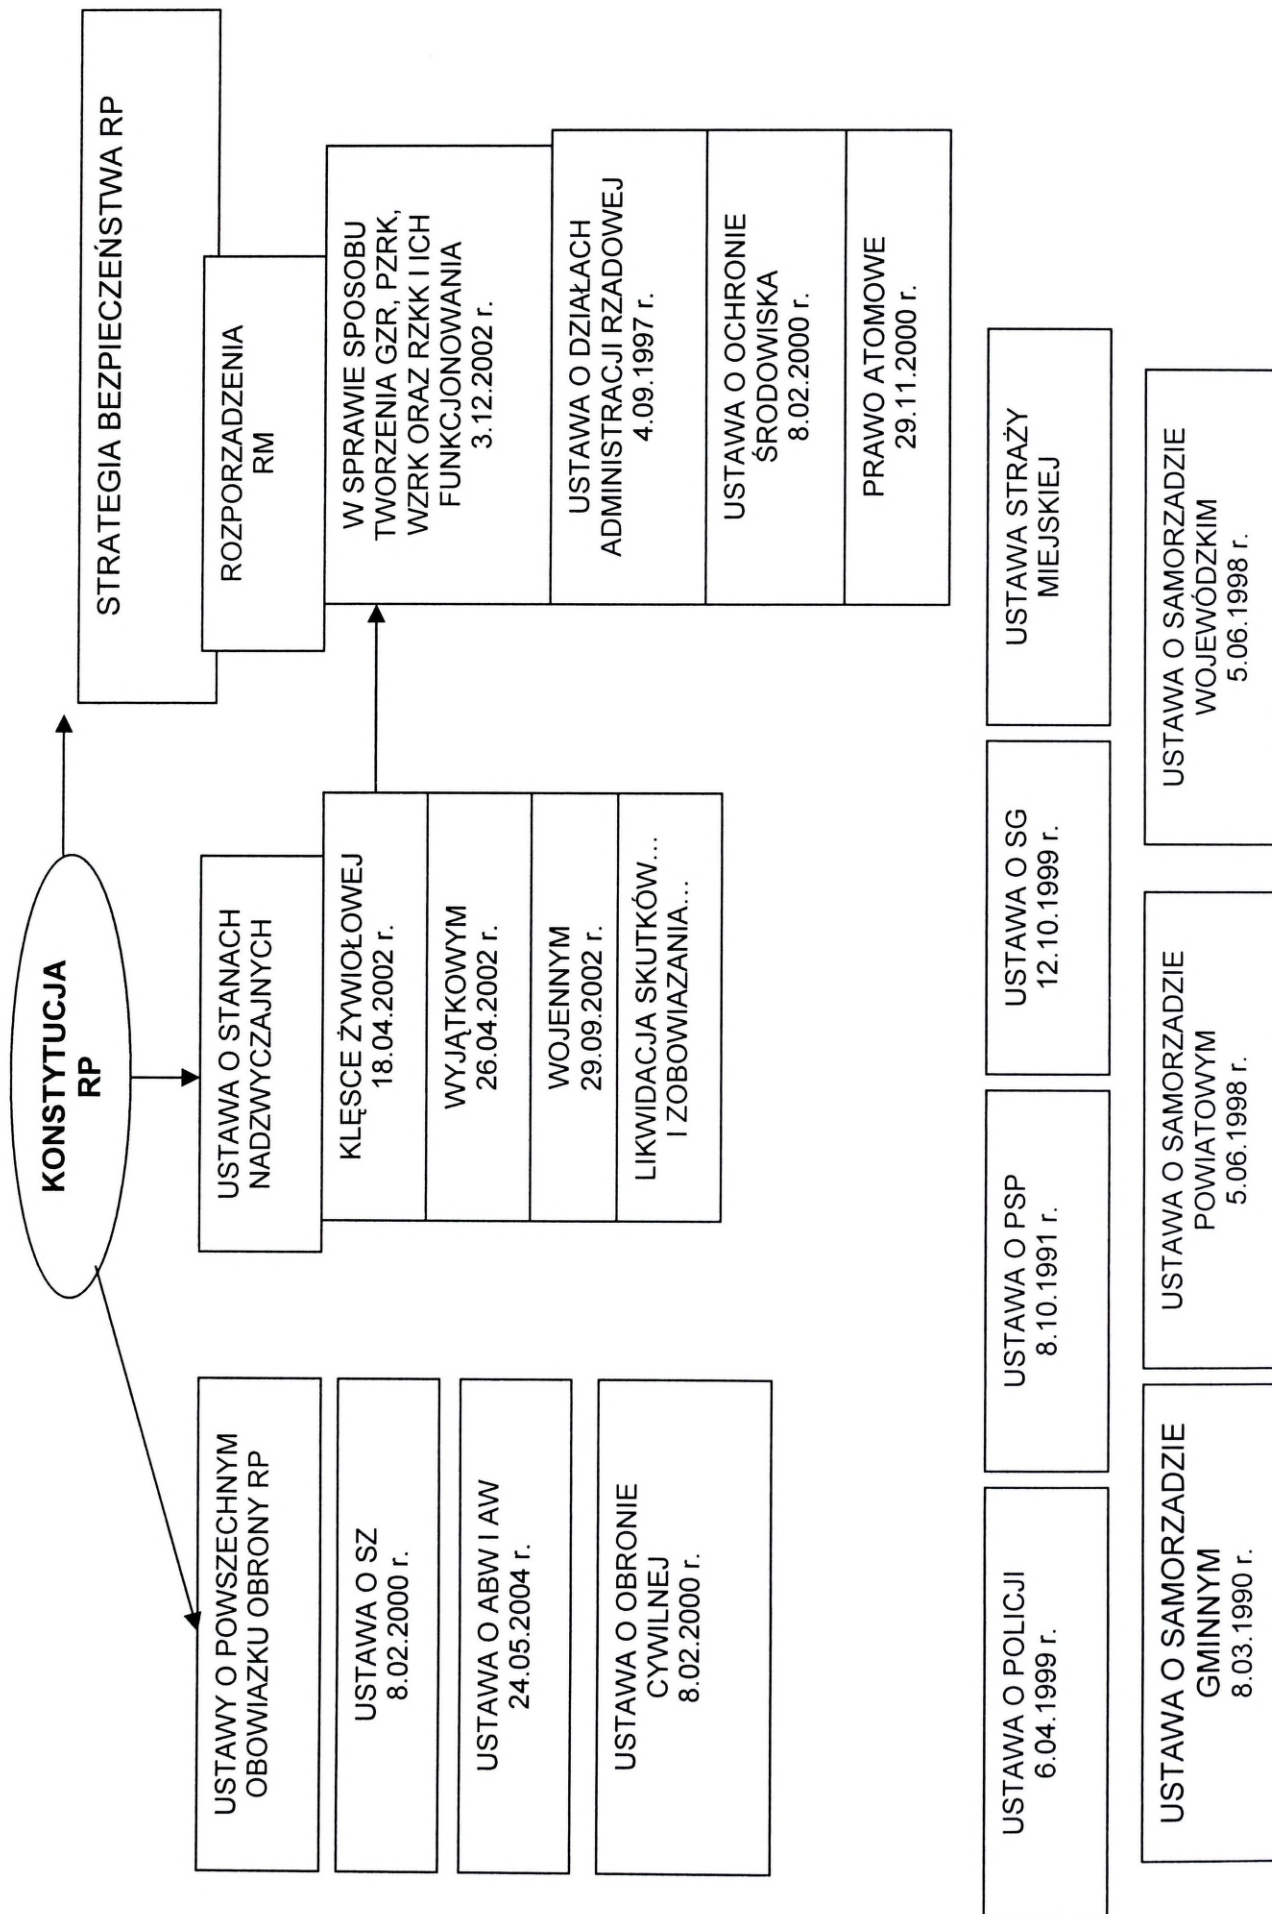 KONSTYTUCJA
RP
STRATEGIA BEZPIECZEŃSTWA RP
USTAWY O POWSZECHNYM
OBOWIAZKU OBRONY RP
USTAWA O SZ
8.02.2000 r.
USTAWA O ABW I AW
24.05.2004 r.
USTAWA O OBRONIE
CYWILNEJ
8.02.2000 r.
USTAWA O STANACH
NADZWYCZAJNYCH
KLĘSCE ŻYWIOŁOWEJ
18.04.2002 r.
WYJĄTKOWYM
26.04.2002 r.
WOJENNYM
29.09.2002 r.
LIKWIDACJA SKUTKÓW...
I ZOBOWIAZANIA...
ROZPORZADZENIA
RM
W SPRAWIE SPOSOBU
TWORZENIA GZR, PZRK,
WZRK ORAZ RZKK I ICH
FUNKCJONOWANIA
3.12.2002 r.
USTAWA O DZIAŁACH
ADMINISTRACJI RZADOWEJ
4.09.1997 r.
USTAWA O OCHRONIE
ŚRODOWISKA
8.02.2000 r.
PRAWO ATOMOWE
29.11.2000 r.
USTAWA O POLICJI
6.04.1999 r.
USTAWA O PSP
8.10.1991 r.
USTAWA O SG
12.10.1999 r.
USTAWA STRAŻY
MIEJSKIEJ
USTAWA O SAMORZADZIE
GMINNYM
8.03.1990 r.
USTAWA O SAMORZADZIE
POWIATOWYM
5.06.1998 r.
USTAWA O SAMORZADZIE
WOJEWÓDZKIM
5.06.1998 r.